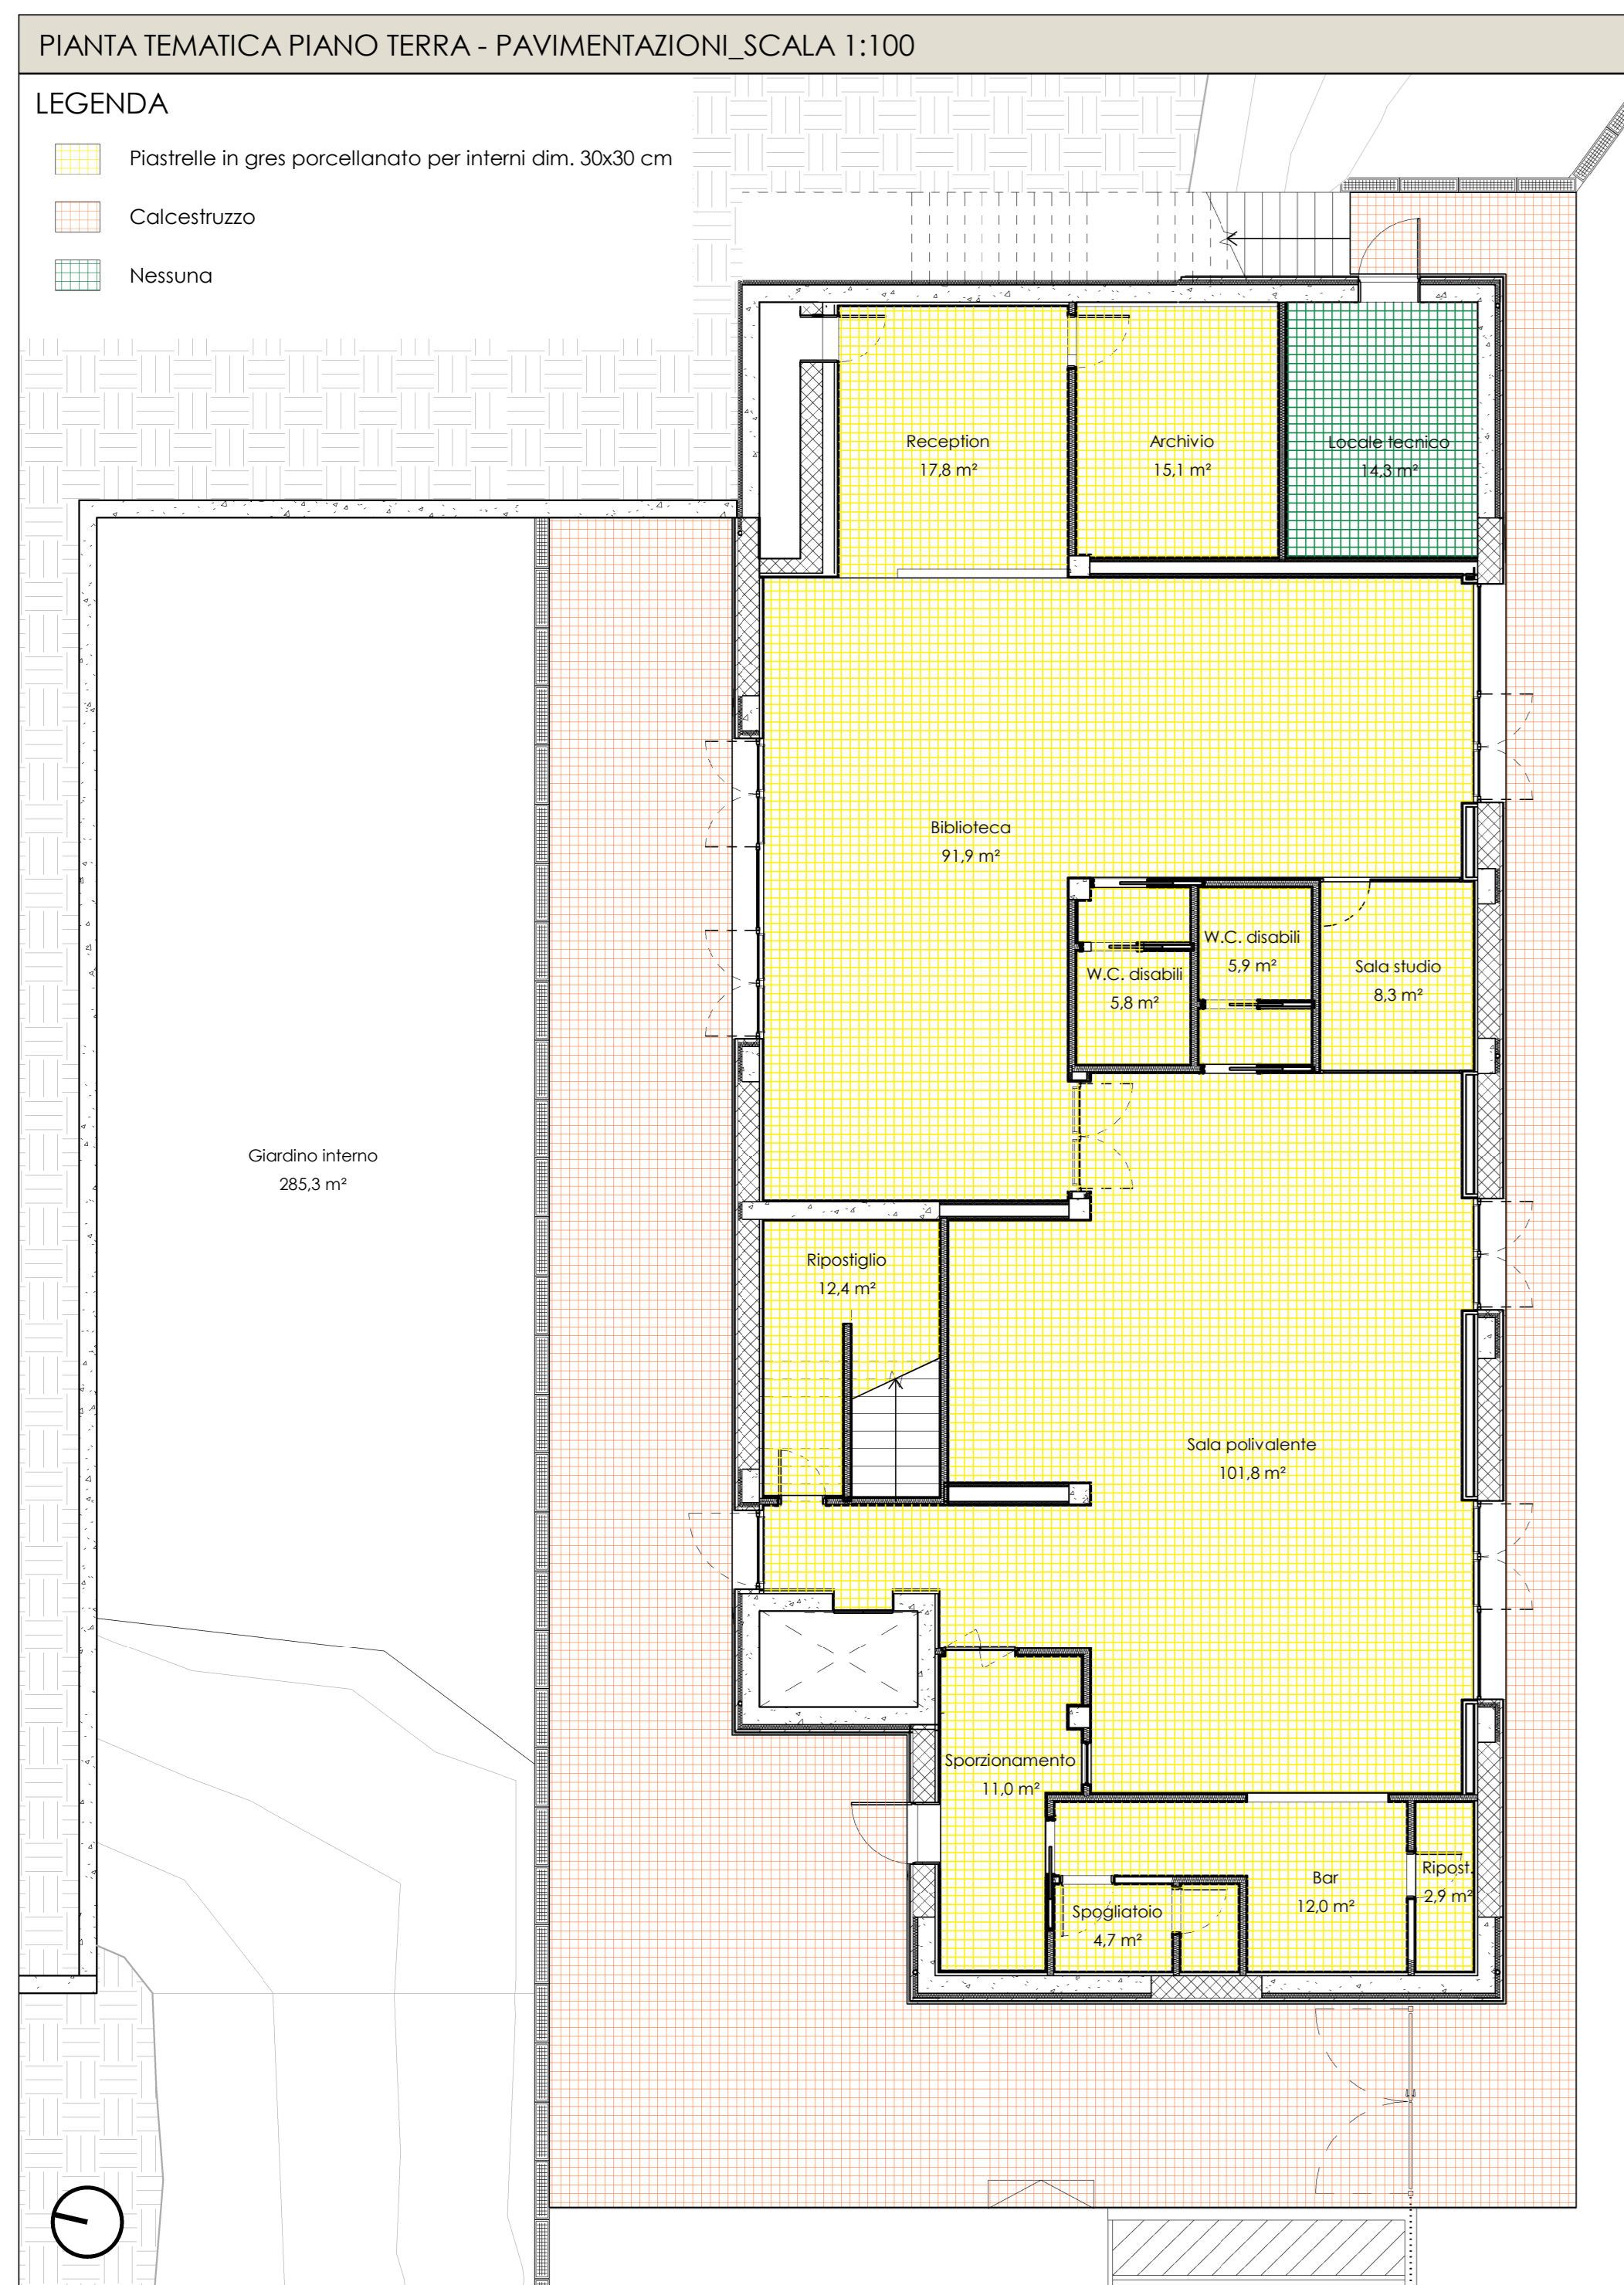 PIANTA TEMATICA PIANO TERRA - PAVIMENTAZIONI_SCALA 1:100
LEGENDA
Piastrelle in gres porcellanato per interni dim. 30x30 cm
Calcestruzzo
Nessuna
Reception
17,8 m²
Archivio
15,1 m²
Locale tecnico
14,3 m²
Biblioteca
91,9 m²
W.C. disabili
5,9 m²
W.C. disabili
5,8 m²
Sala studio
8,3 m²
Giardino interno
285,3 m²
Ripostiglio
12,4 m²
Sala polivalente
101,8 m²
Sporzionamento
11,0 m²
Bar
12,0 m²
Ripost.
2,9 m²
Spogliatoio
4,7 m²